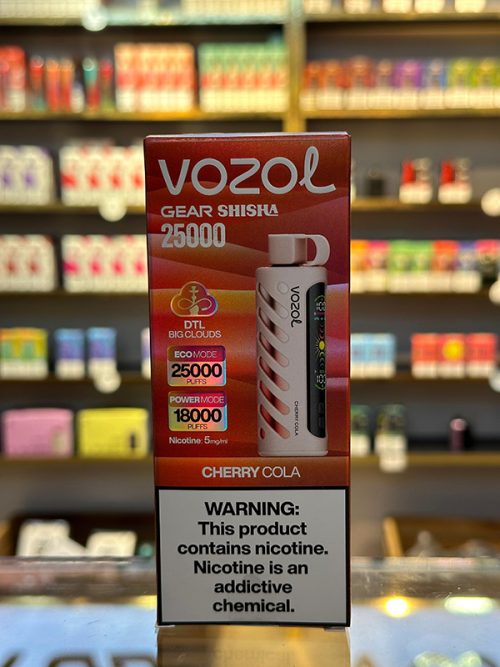 VOZOL
GEAR SHISHA
25000
DTL
BIG CLOUDS
ECO MODE
25000
PUFFS
POWER MODE
18000
PUFFS
Nicotine: 5mg/ml
VOZOL
CHERRY COLA
CHERRY COLA
WARNING:
This product
contains nicotine.
Nicotine is an
addictive
chemical.